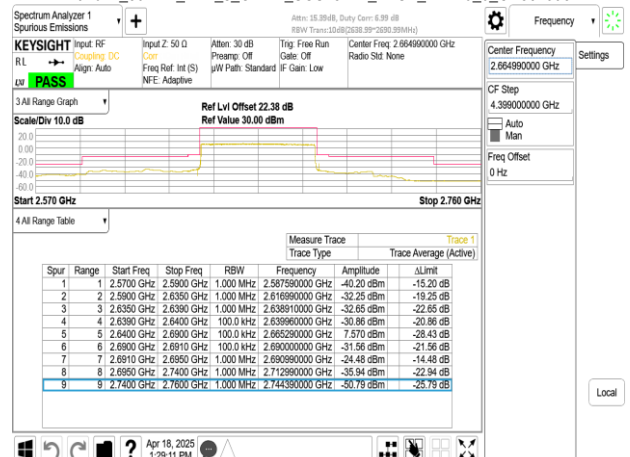 Spectrum Analyzer 1
Spurious Emissions
Attn: 15.39dB, Duty Corr: 6.99 dB
RBW Trans:10dB(2638.99~2690.99MHz)
Frequency
KEYSIGHT
RL
PASS
Input: RF
Coupling: DC
Align: Auto
Input Z: 50 Ω
Corr
Freq Ref: Int (S)
NFE: Adaptive
Atten: 30 dB
Preamp: Off
µW Path: Standard
Trig: Free Run
Gate: Off
IF Gain: Low
Center Freq: 2.664990000 GHz
Radio Std: None
Center Frequency
2.664990000 GHz
Settings
CF Step
4.399000000 GHz
Auto
Man
Freq Offset
0 Hz
3 All Range Graph
Ref Lvl Offset 22.38 dB
Scale/Div 10.0 dB
Ref Value 30.00 dBm
20.0
0.00
-20.0
-40.0
-60.0
Start 2.570 GHz
Stop 2.760 GHz
4 All Range Table
Measure Trace Trace 1
Trace Type Trace Average (Active)
Spur Range Start Freq Stop Freq RBW Frequency Amplitude ΔLimit
1 1 2.5700 GHz 2.5900 GHz 1.000 MHz 2.587590000 GHz -40.20 dBm -15.20 dB
2 2 2.5900 GHz 2.6350 GHz 1.000 MHz 2.616990000 GHz -32.25 dBm -19.25 dB
3 3 2.6350 GHz 2.6390 GHz 1.000 MHz 2.638910000 GHz -32.65 dBm -22.65 dB
4 4 2.6390 GHz 2.6400 GHz 100.0 kHz 2.639960000 GHz -30.86 dBm -20.86 dB
5 5 2.6400 GHz 2.6900 GHz 100.0 kHz 2.665290000 GHz 7.570 dBm -28.43 dB
6 6 2.6900 GHz 2.6910 GHz 100.0 kHz 2.690000000 GHz -31.56 dBm -21.56 dB
7 7 2.6910 GHz 2.6950 GHz 1.000 MHz 2.690990000 GHz -24.48 dBm -14.48 dB
8 8 2.6950 GHz 2.7400 GHz 1.000 MHz 2.712990000 GHz -35.94 dBm -22.94 dB
9 9 2.7400 GHz 2.7600 GHz 1.000 MHz 2.744390000 GHz -50.79 dBm -25.79 dB
Local
Apr 18, 2025
1:29:11 PM